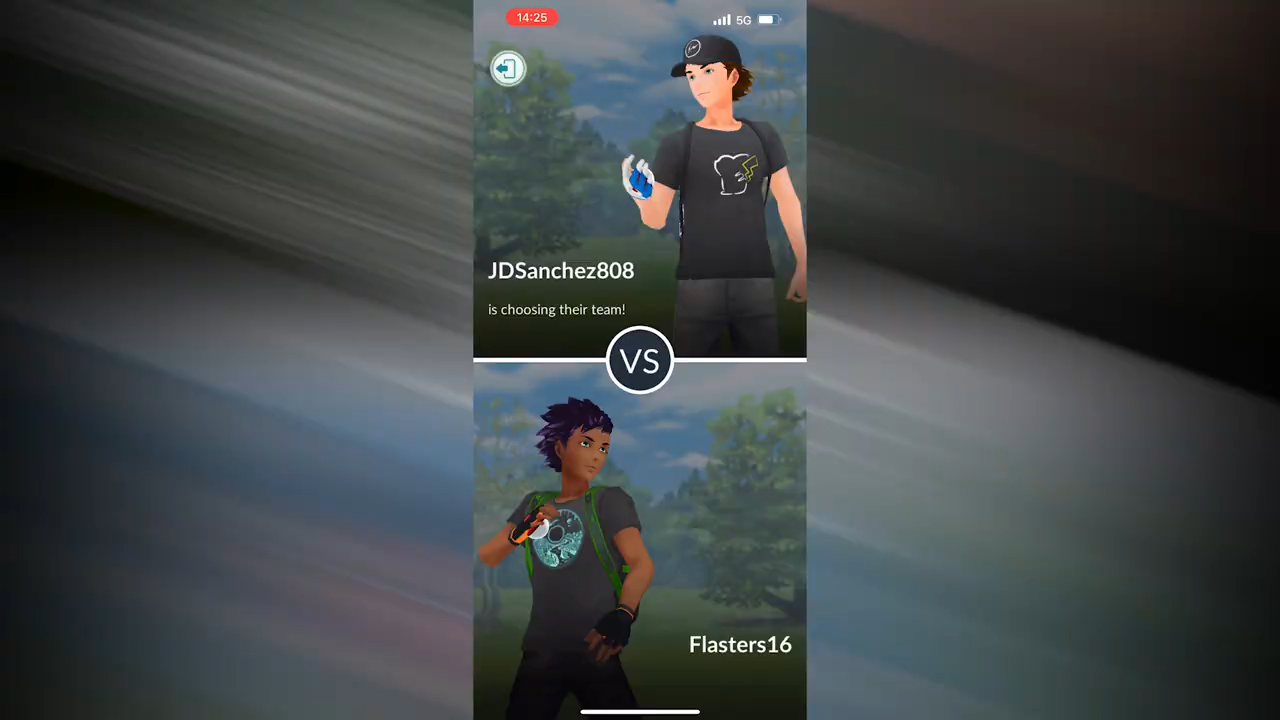 14:25
5G
JDSanchez808
is choosing their team!
VS
Flasters16